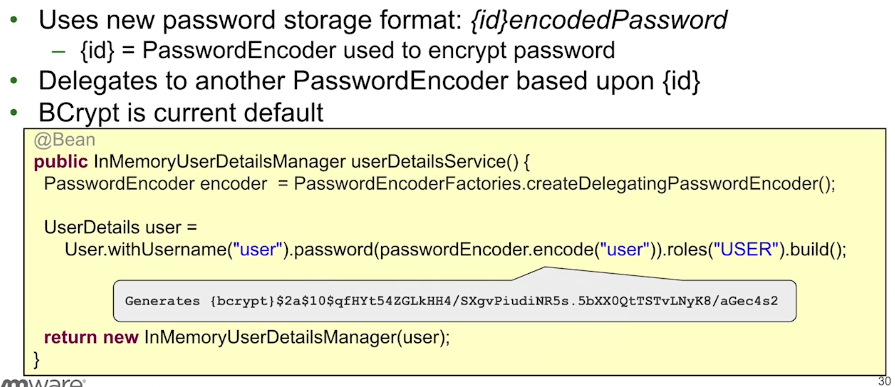 • Uses new password storage format: {id}encodedPassword
– {id} = PasswordEncoder used to encrypt password
• Delegates to another PasswordEncoder based upon {id}
• BCrypt is current default
@Bean
public InMemoryUserDetailsManager userDetailsService() {
PasswordEncoder encoder = PasswordEncoderFactories.createDelegatingPasswordEncoder();
UserDetails user =
User.withUsername("user").password(passwordEncoder.encode("user")).roles("USER").build();
Generates {bcrypt}$2a$10$qfHYt54ZGLkHH4/SXgvPiudiNR5s.5bXX0QtTSTvLNyK8/aGec4s2
return new InMemoryUserDetailsManager(user);
}
vmware
30